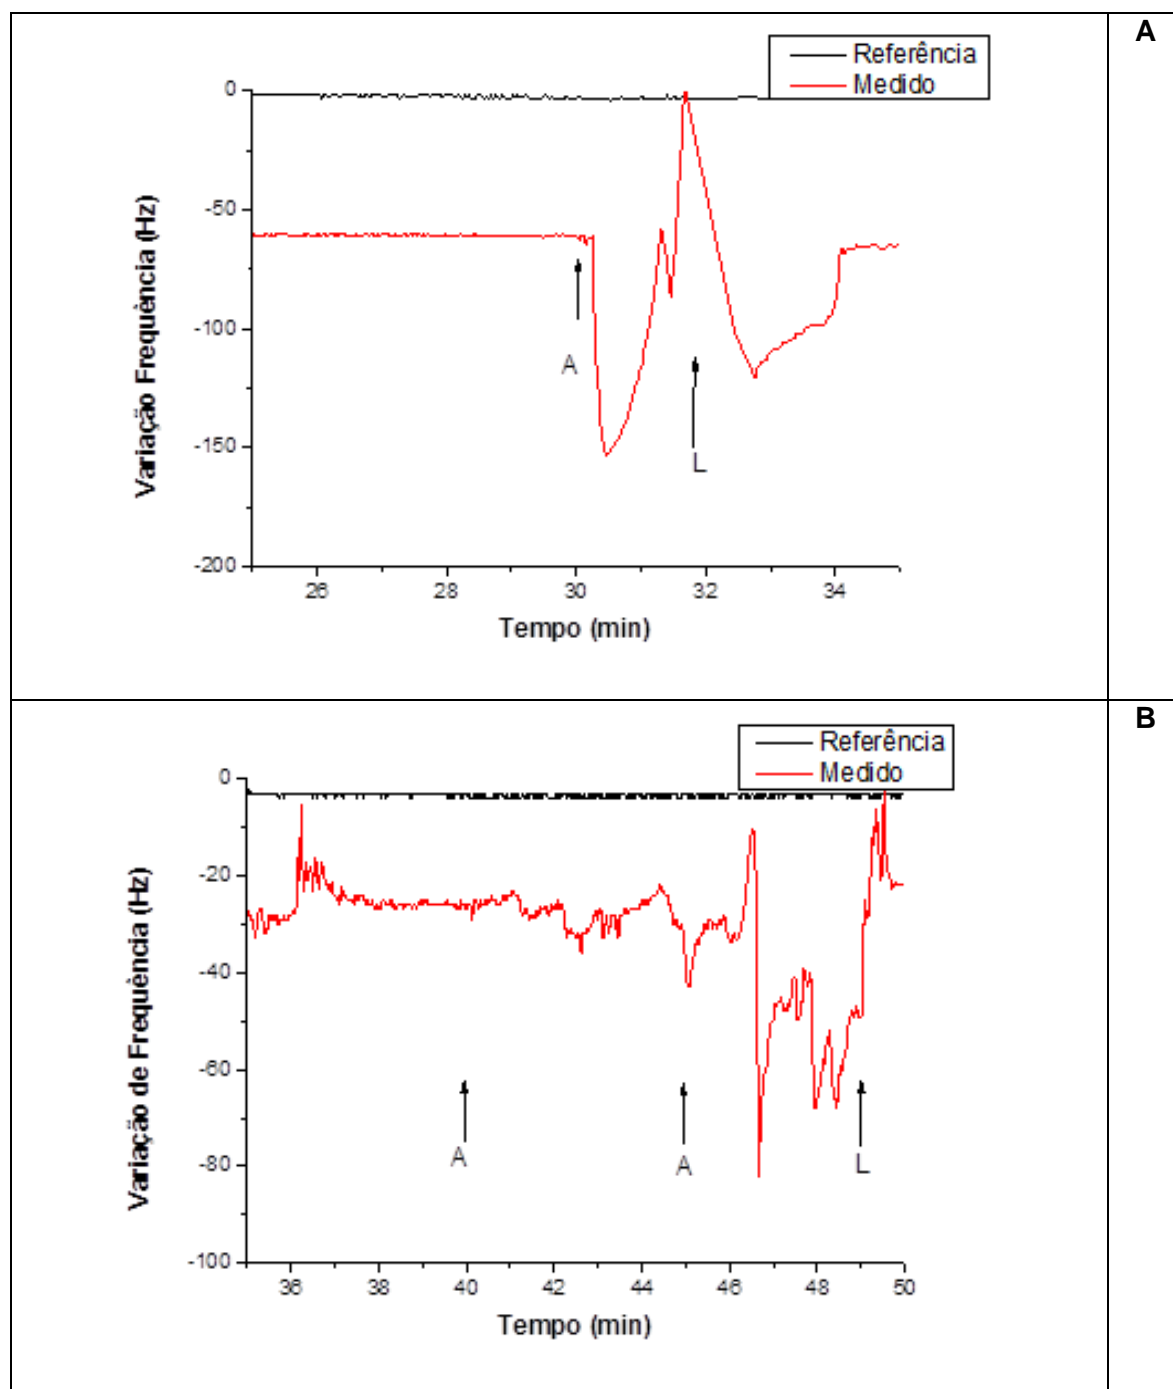 A
Referência
Medido
0
-50
-100
-150
-200
Variação Frequência (Hz)
A
L
26 28 30 32 34
Tempo (min)
B
Referência
Medido
0
-20
-40
-60
-80
-100
Variação de Frequência (Hz)
A A L
36 38 40 42 44 46 48 50
Tempo (min)